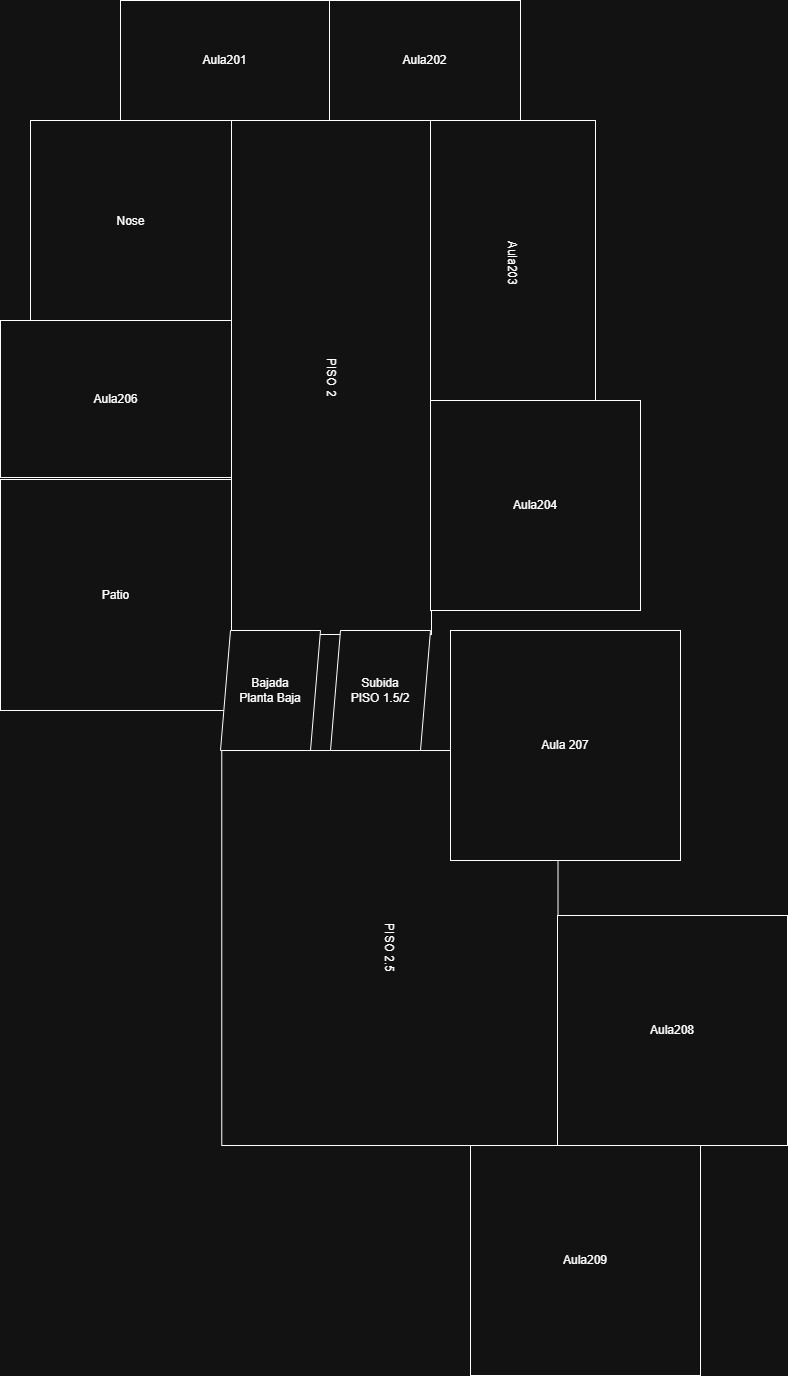 Aula201
Aula202
Nose
Aula203
PISO 2
Aula206
Aula204
Patio
Bajada
Planta Baja
Subida
PISO 1.5/2
Aula 207
PISO 2.5
Aula208
Aula209